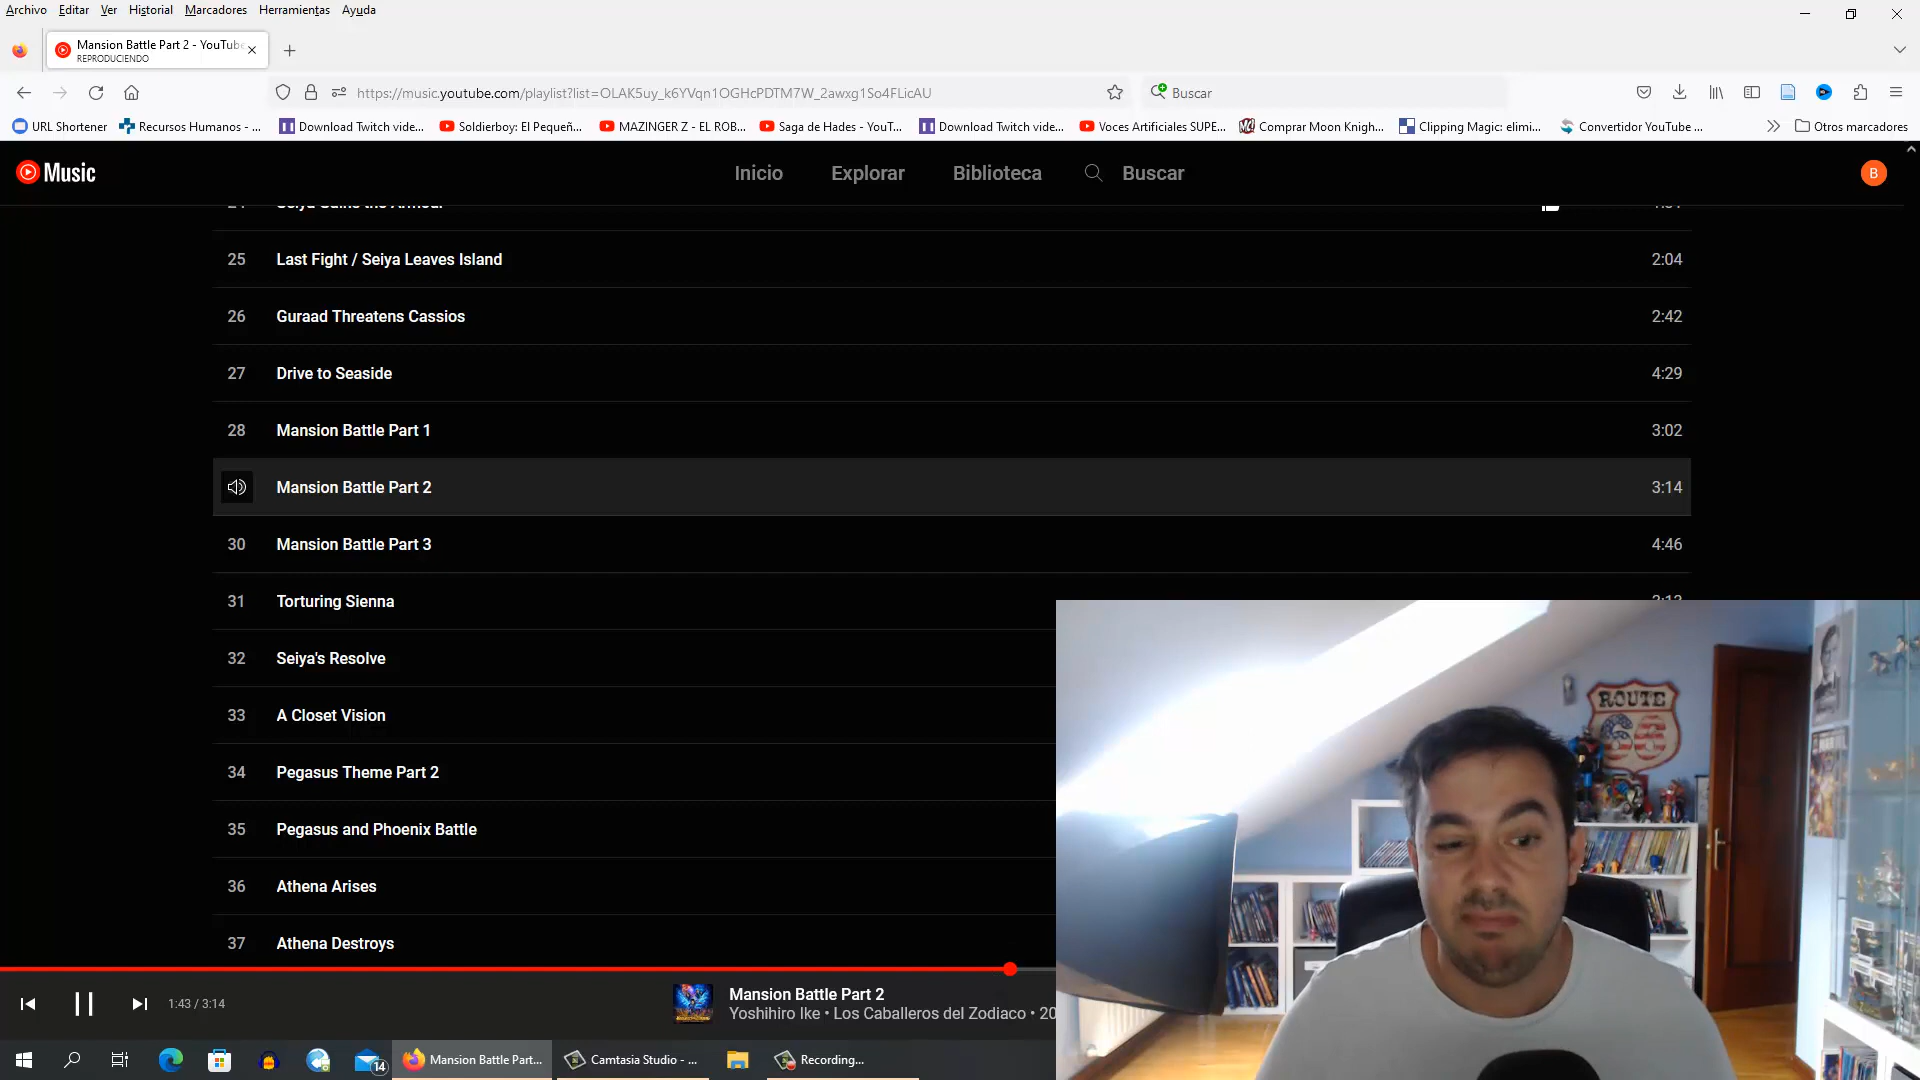 Archivo Editar Ver Historial Marcadores Herramientas Ayuda
Mansion Battle Part 2 - YouTube
REPRODUCIENDO
https://music.youtube.com/playlist?list=OLAK5uy_k6YVqn1OGHcPDTM7W_2awxg1So4FLicAU
Buscar
URL Shortener Recursos Humanos - ... Download Twitch vide... Soldierboy: El Pequeñ... MAZINGER Z - EL ROB... Saga de Hades - YouT... Download Twitch vide... Voces Artificiales SUPE... Comprar Moon Knigh... Clipping Magic: elimi... Convertidor YouTube ... Otros marcadores
Music Inicio Explorar Biblioteca Buscar B
25 Last Fight / Seiya Leaves Island 2:04
26 Guraad Threatens Cassios 2:42
27 Drive to Seaside 4:29
28 Mansion Battle Part 1 3:02
Mansion Battle Part 2 3:14
30 Mansion Battle Part 3 4:46
31 Torturing Sienna
32 Seiya's Resolve
33 A Closet Vision
34 Pegasus Theme Part 2
35 Pegasus and Phoenix Battle
36 Athena Arises
37 Athena Destroys
ROUTE
66
1:43 / 3:14
Mansion Battle Part 2
Yoshihiro Ike • Los Caballeros del Zodiaco • 20
14 Mansion Battle Part... Camtasia Studio - ... Recording...